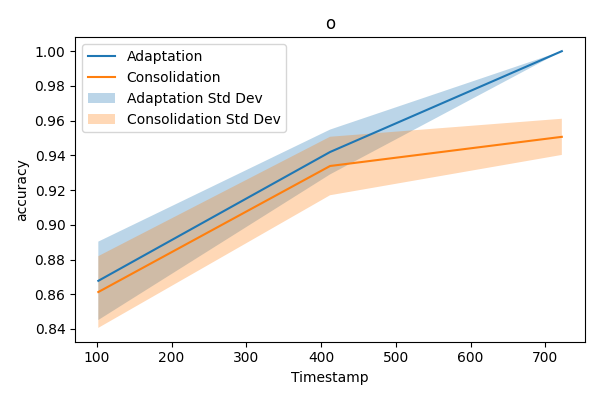 o
Adaptation
Consolidation
Adaptation Std Dev
Consolidation Std Dev
accuracy
1.00
0.98
0.96
0.94
0.92
0.90
0.88
0.86
0.84
100 200 300 400 500 600 700
Timestamp